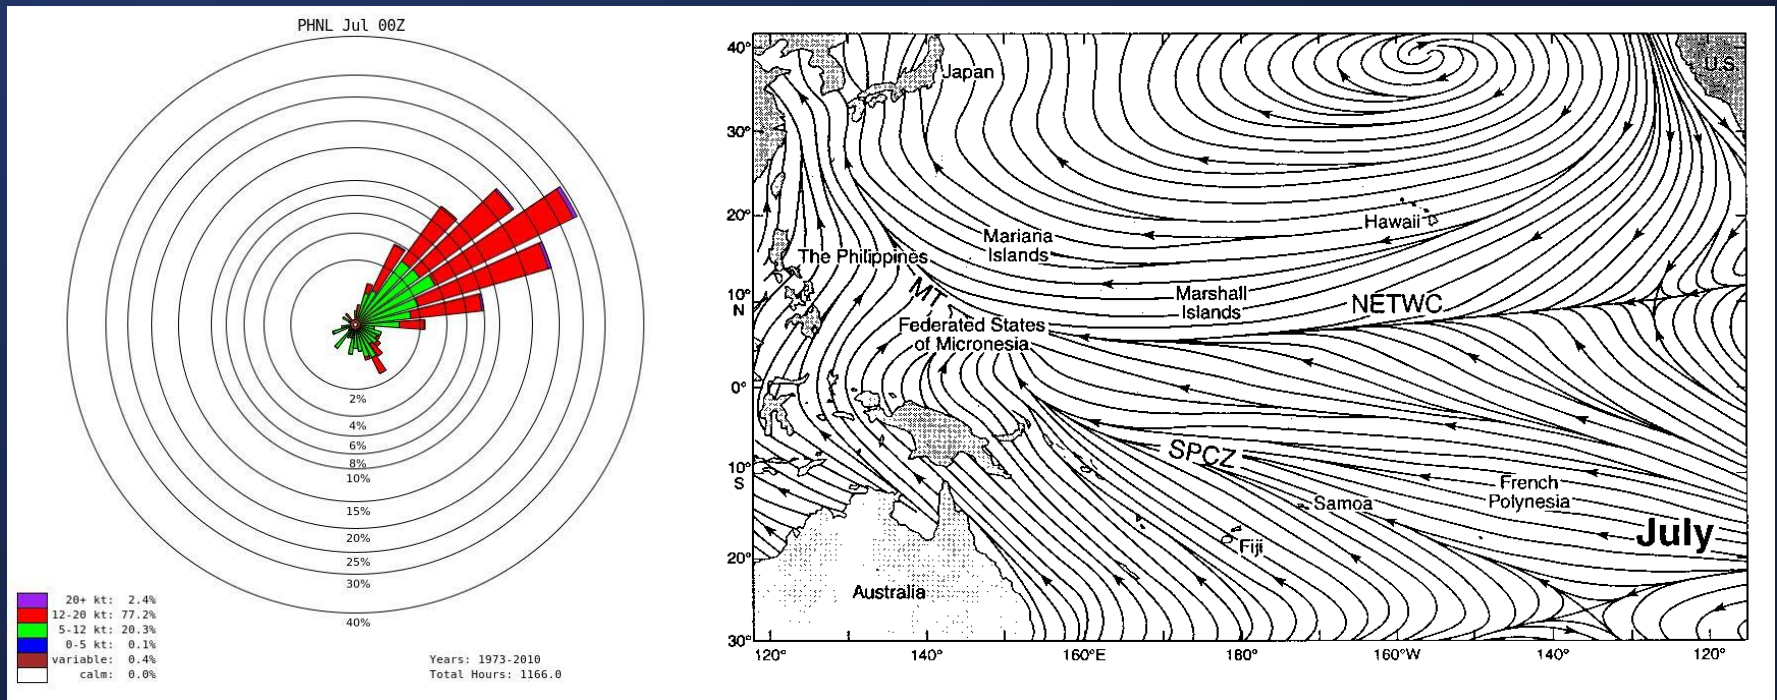 PHNL Jul 00Z
2%
4%
6%
8%
10%
15%
20%
25%
30%
40%
20+ kt: 2.4%
12-20 kt: 77.2%
5-12 kt: 20.3%
0-5 kt: 0.1%
variable: 0.4%
calm: 0.0%
Years: 1973-2010
Total Hours: 1166.0
40°
30°
20°
10°
N
0°
10°
S
20°
30°
120°
140°
160°E
180°
160°W
140°
120°
Japan
U.S
Hawaii
Mariana
Islands
The Philippines
MT
Marshall
Islands
NETWC
Federated States
of Micronesia
SPCZ
French
Polynesia
Samoa
July
Fiji
Australia